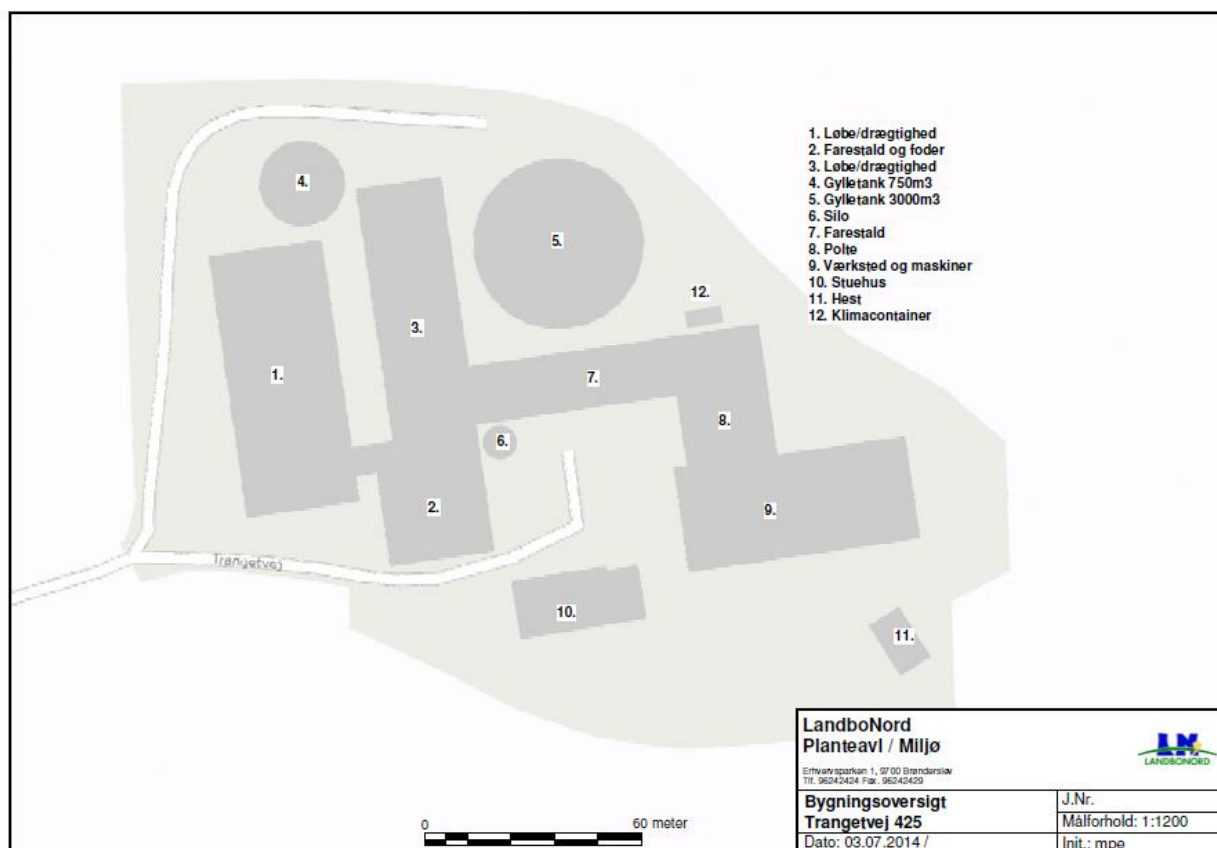 1. Løbe/drægtighed
2. Farestald og foder
3. Løbe/drægtighed
4. Gylletank 750m3
5. Gylletank 3000m3
6. Silo
7. Farestald
8. Polte
9. Værksted og maskiner
10. Stuehus
11. Hest
12. Klimacontainer
4.
5.
12.
3.
1.
7.
8.
6.
2.
9.
Trangetvej
10.
11.
0
60 meter
LandboNord
Planteavl / Miljø
Erhvervsparken 1, 9700 Brønderslev
Tlf. 96242424 Fax. 96242429
LN
LANDBONORD
Bygningsoversigt
Trangetvej 425
J.Nr.
Målforhold: 1:1200
Dato: 03.07.2014 /
Init.: mpe